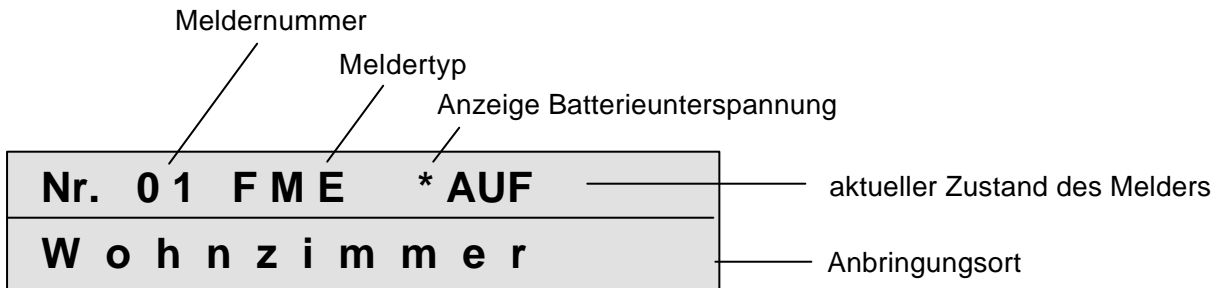 Meldernummer
Meldertyp
Anzeige Batterieunterspannung
Nr. 01 FME *AUF
aktueller Zustand des Melders
Wohnzimmer
Anbringungsort